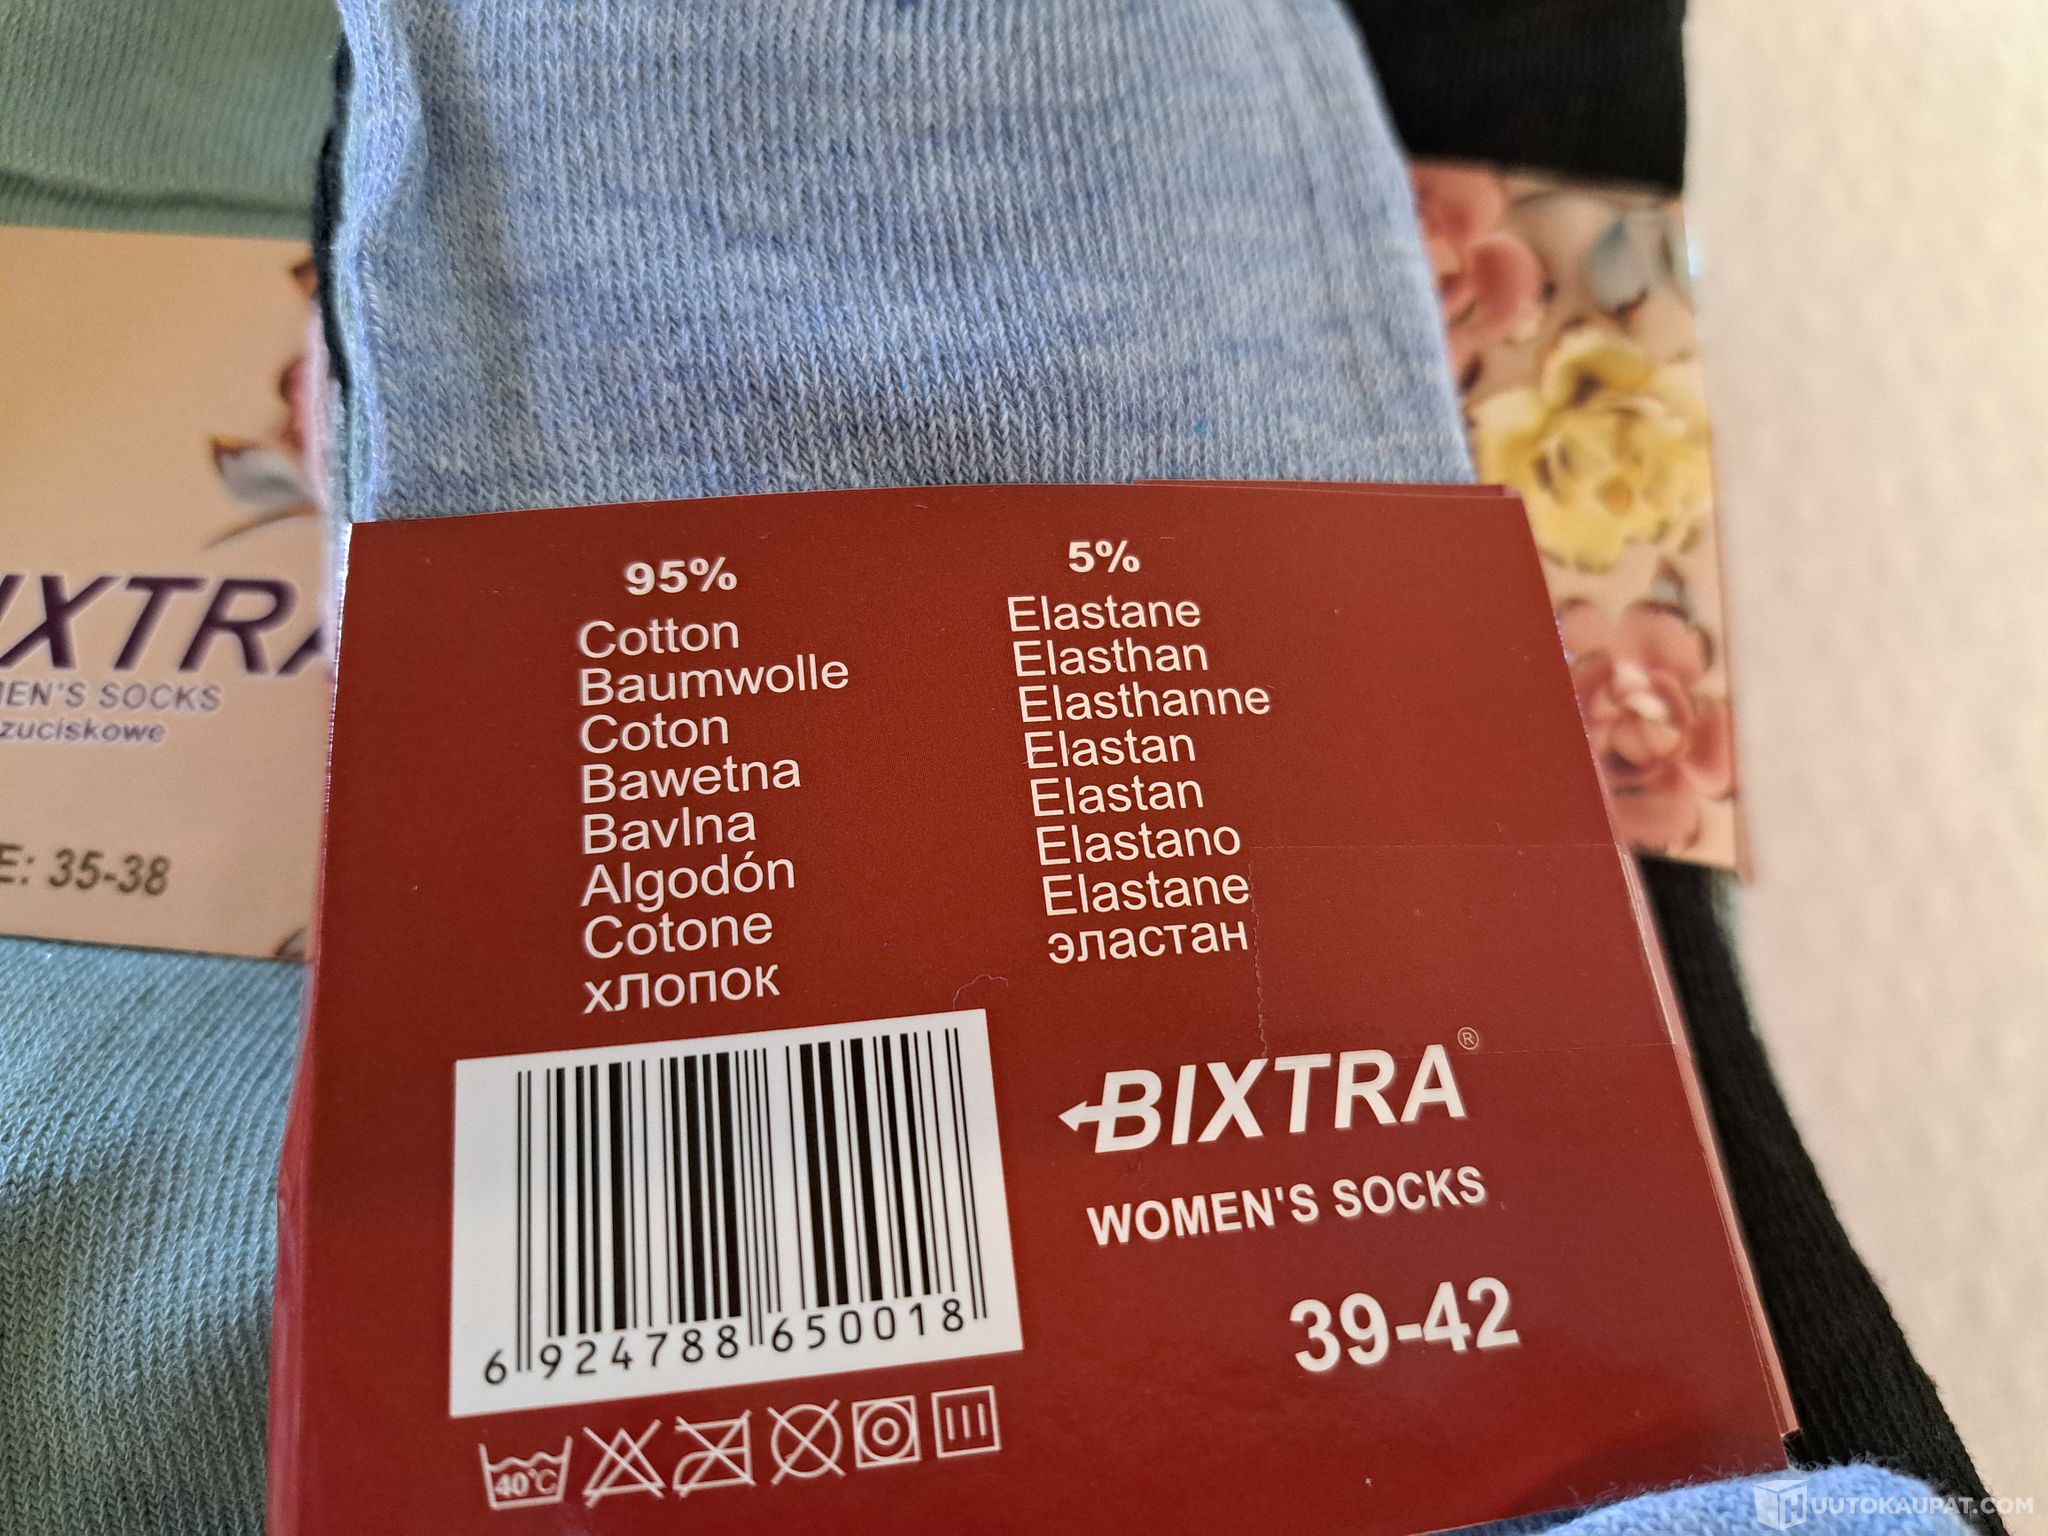 95%
Cotton
Baumwolle
Coton
Bawetna
Bavlna
Algodón
Cotone
хлопок
5%
Elastane
Elasthan
Elasthanne
Elastan
Elastan
Elastano
Elastane
эластан
6 924788 650018
40°C
BIXTRA®
WOMEN'S SOCKS
39-42
IXTRA
MEN'S SOCKS
zuciskowe
E: 35-38
HUUTOKAUPAT.COM